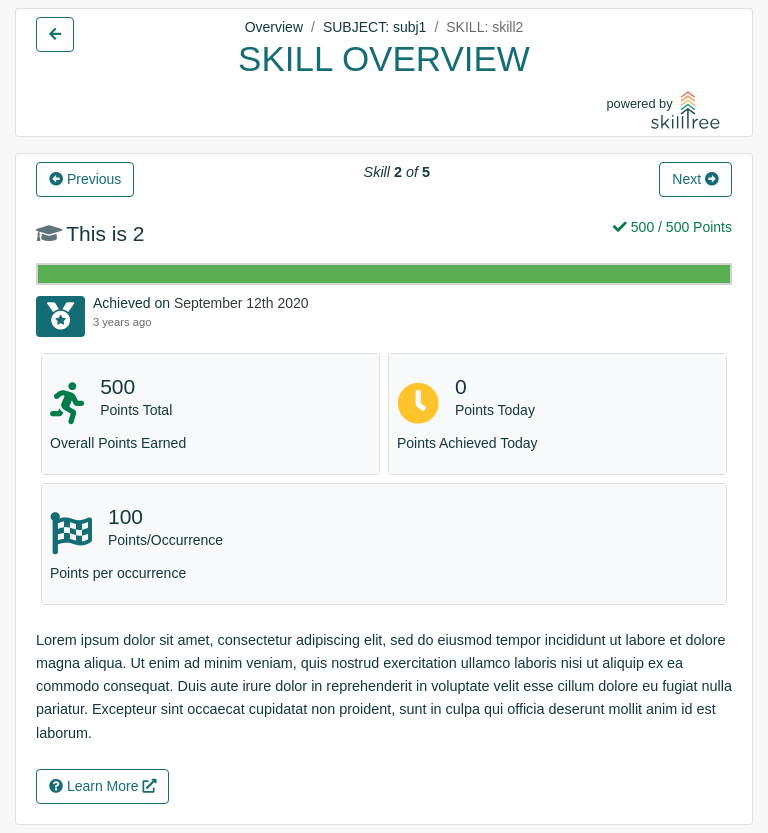 Overview / SUBJECT: subj1 / SKILL: skill2
SKILL OVERVIEW
powered by
skilltree
Previous
Skill 2 of 5
Next
This is 2
500 / 500 Points
Achieved on September 12th 2020
3 years ago
500
Points Total
Overall Points Earned
0
Points Today
Points Achieved Today
100
Points/Occurrence
Points per occurrence
Lorem ipsum dolor sit amet, consectetur adipiscing elit, sed do eiusmod tempor incididunt ut labore et dolore
magna aliqua. Ut enim ad minim veniam, quis nostrud exercitation ullamco laboris nisi ut aliquip ex ea
commodo consequat. Duis aute irure dolor in reprehenderit in voluptate velit esse cillum dolore eu fugiat nulla
pariatur. Excepteur sint occaecat cupidatat non proident, sunt in culpa qui officia deserunt mollit anim id est
laborum.
Learn More